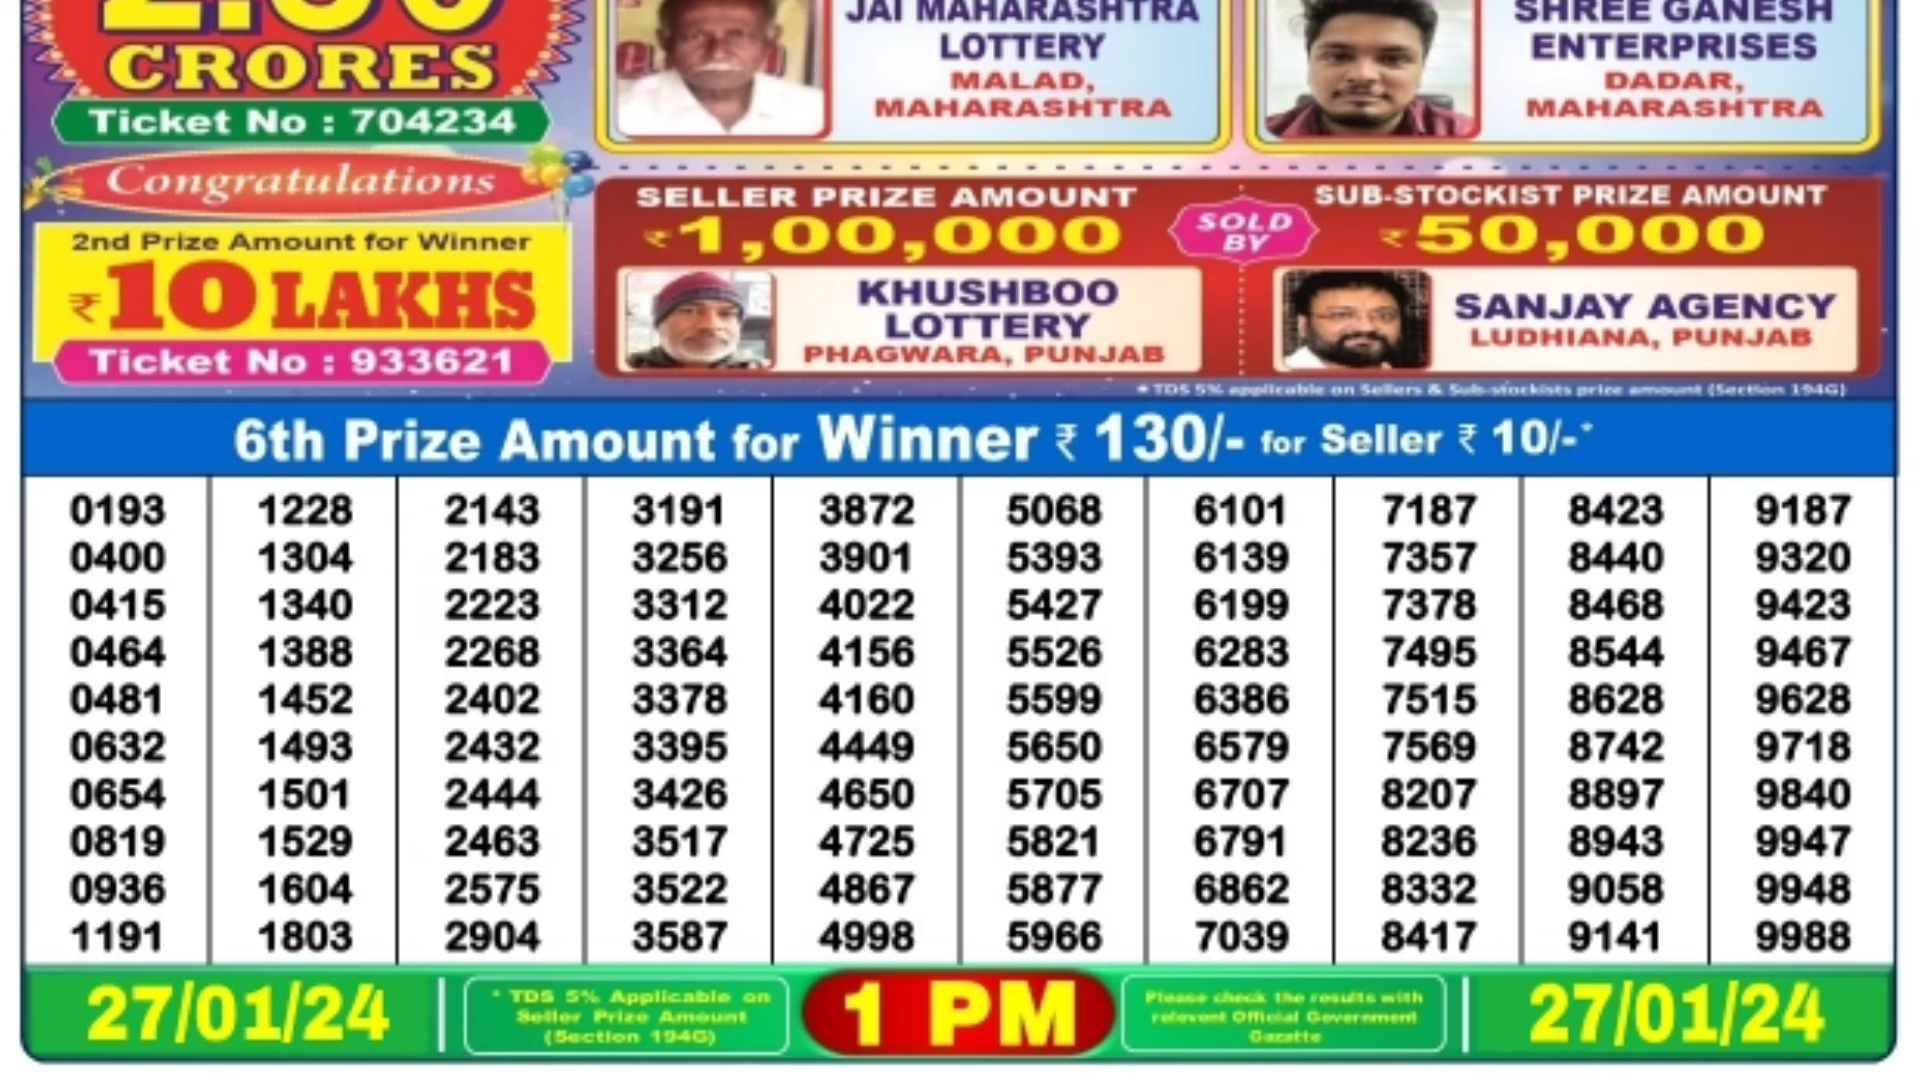 2.50
CRORES
Ticket No : 704234
JAI MAHARASHTRA
LOTTERY
MALAD,
MAHARASHTRA
SHREE GANESH
ENTERPRISES
DADAR,
MAHARASHTRA
Congratulations
2nd Prize Amount for Winner
₹10 LAKHS
Ticket No : 933621
SELLER PRIZE AMOUNT
₹1,00,000
SOLD
BY
SUB-STOCKIST PRIZE AMOUNT
₹50,000
KHUSHBOO
LOTTERY
PHAGWARA, PUNJAB
SANJAY AGENCY
LUDHIANA, PUNJAB
* TDS 5% applicable on Sellers & Sub-stockists prize amount (Section 194G)
6th Prize Amount for Winner ₹ 130/- for Seller ₹ 10/-*
0193 1228 2143 3191 3872 5068 6101 7187 8423 9187
0400 1304 2183 3256 3901 5393 6139 7357 8440 9320
0415 1340 2223 3312 4022 5427 6199 7378 8468 9423
0464 1388 2268 3364 4156 5526 6283 7495 8544 9467
0481 1452 2402 3378 4160 5599 6386 7515 8628 9628
0632 1493 2432 3395 4449 5650 6579 7569 8742 9718
0654 1501 2444 3426 4650 5705 6707 8207 8897 9840
0819 1529 2463 3517 4725 5821 6791 8236 8943 9947
0936 1604 2575 3522 4867 5877 6862 8332 9058 9948
1191 1803 2904 3587 4998 5966 7039 8417 9141 9988
27/01/24
* TDS 5% Applicable on
Seller Prize Amount
(Section 194G)
1 PM
Please check the results with
relevent Official Government
Gazatte
27/01/24